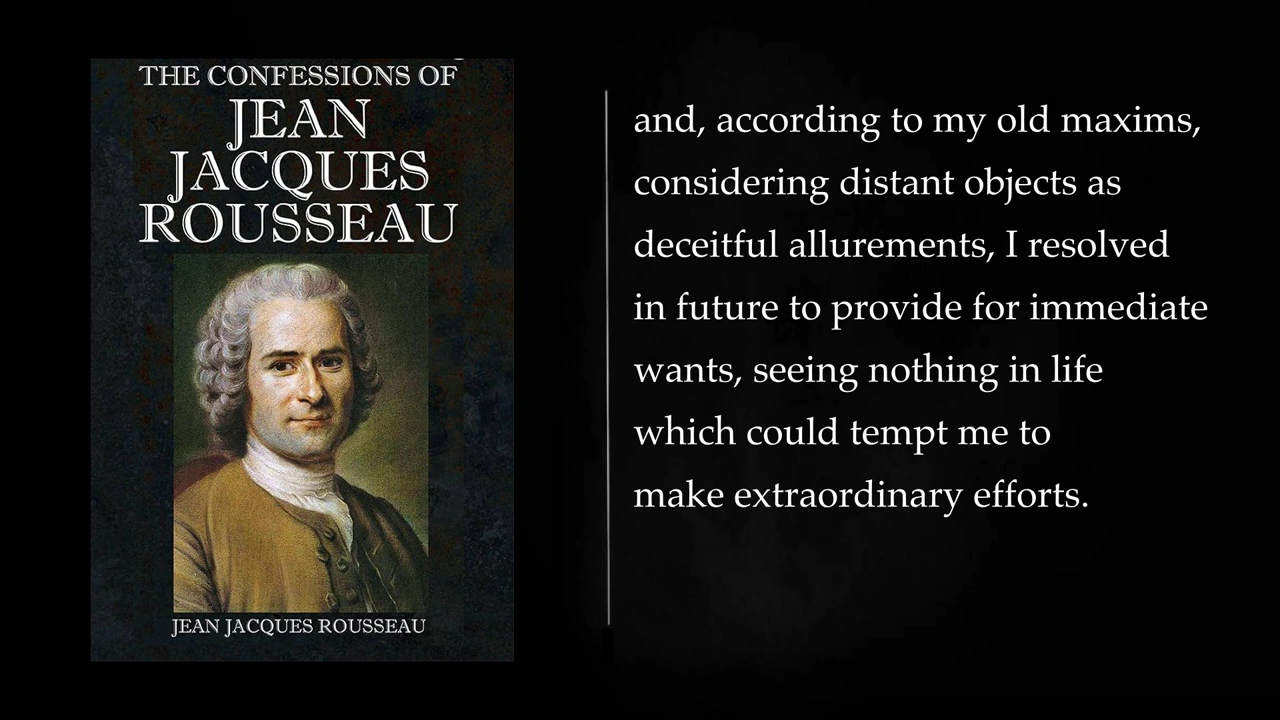 THE CONFESSIONS OF
JEAN
JACQUES
ROUSSEAU
JEAN JACQUES ROUSSEAU
and, according to my old maxims,
considering distant objects as
deceitful allurements, I resolved
in future to provide for immediate
wants, seeing nothing in life
which could tempt me to
make extraordinary efforts.